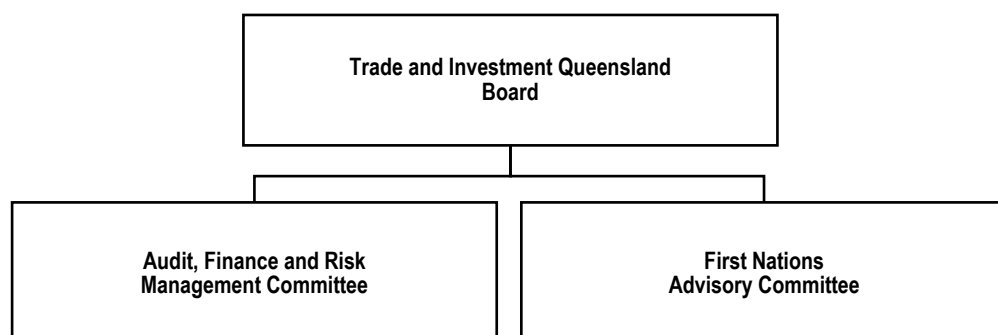 Trade and Investment Queensland
Board
Audit, Finance and Risk
Management Committee
First Nations
Advisory Committee